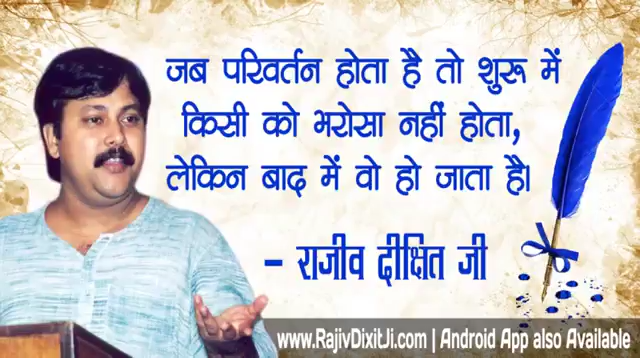 जब परिवर्तन होता है तो शुरू में
किसी को भरोसा नहीं होता,
लेकिन बाद में वो हो जाता है।
– राजीव दीक्षित जी
www.RajivDixitJi.com | Android App also Available